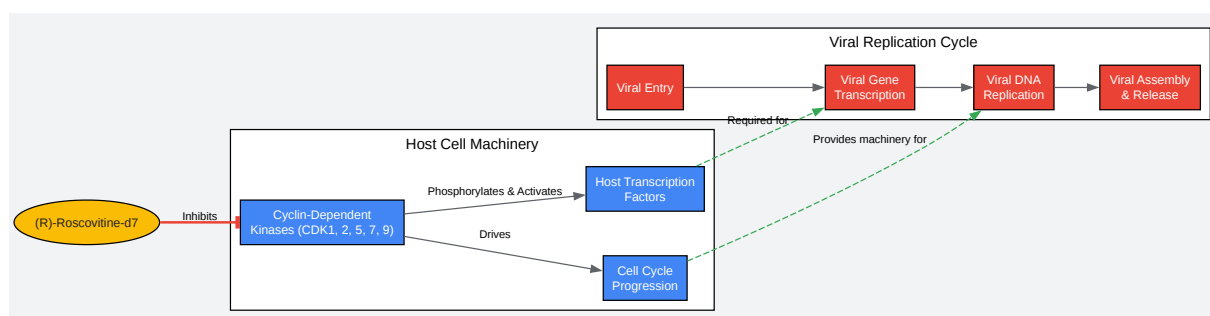 Viral Replication Cycle
Viral Entry
Viral Gene
Transcription
Viral DNA
Replication
Viral Assembly
& Release
Required for
Provides machinery for
Host Cell Machinery
(R)-Roscovitine-d7
Inhibits
Cyclin-Dependent
Kinases (CDK1, 2, 5, 7, 9)
Phosphorylates & Activates
Host Transcription
Factors
Drives
Cell Cycle
Progression